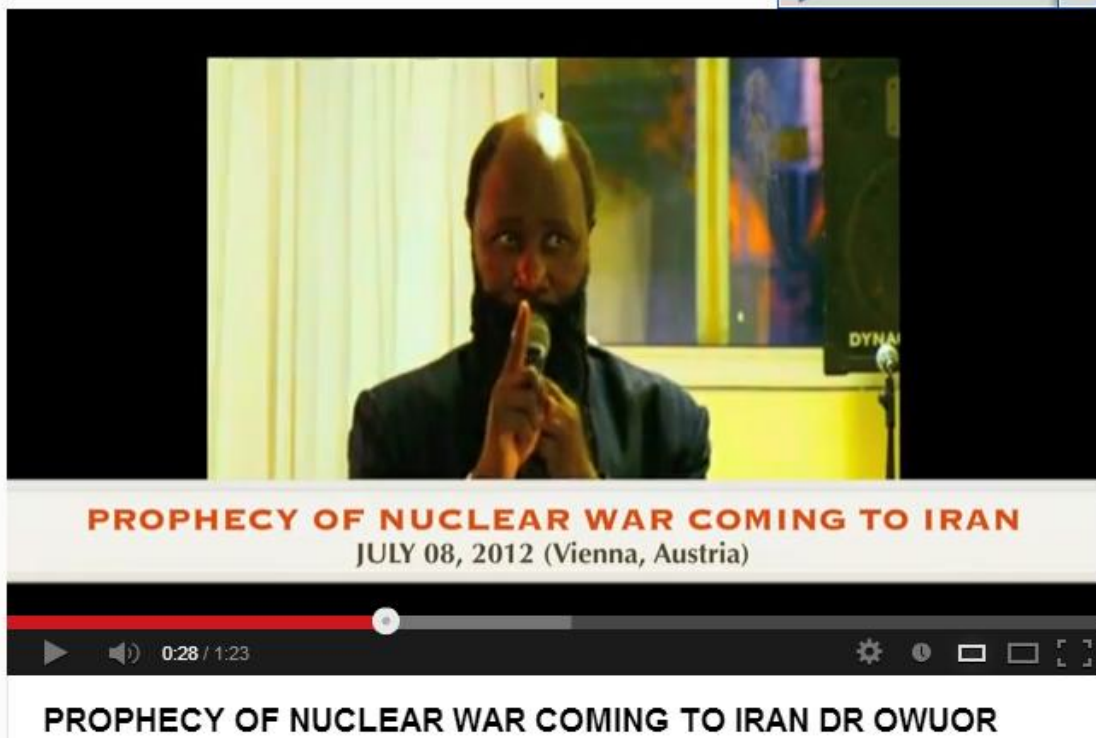 DYNA
PROPHECY OF NUCLEAR WAR COMING TO IRAN
JULY 08, 2012 (Vienna, Austria)
0:28 / 1:23
PROPHECY OF NUCLEAR WAR COMING TO IRAN DR OWUOR